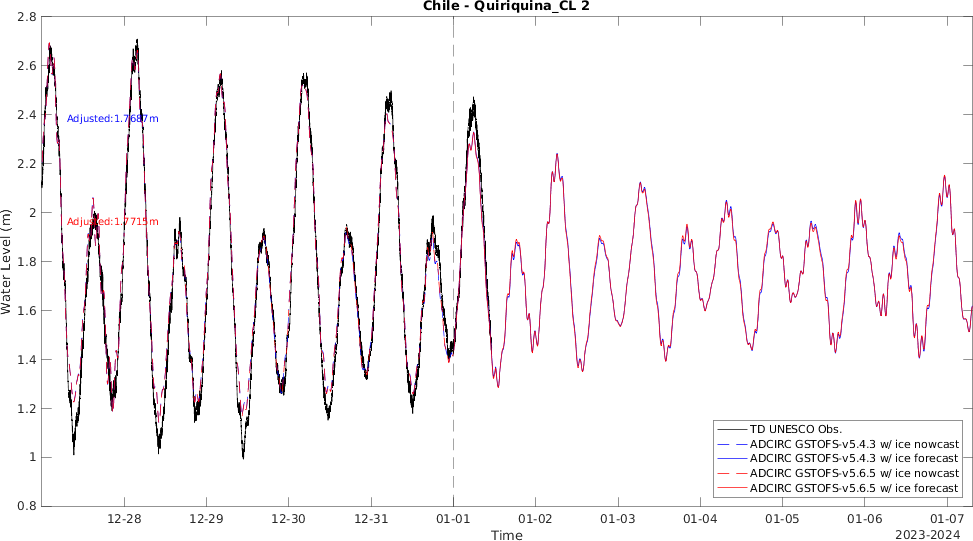 Chile - Quiriquina_CL 2
2.8
2.6
2.4
2.2
2
1.8
1.6
1.4
1.2
1
0.8
Water Level (m)
Adjusted:1.7687m
Adjusted:1.7715m
TD UNESCO Obs.
ADCIRC GSTOFS-v5.4.3 w/ ice nowcast
ADCIRC GSTOFS-v5.4.3 w/ ice forecast
ADCIRC GSTOFS-v5.6.5 w/ ice nowcast
ADCIRC GSTOFS-v5.6.5 w/ ice forecast
12-28 12-29 12-30 12-31 01-01 01-02 01-03 01-04 01-05 01-06 01-07
Time
2023-2024